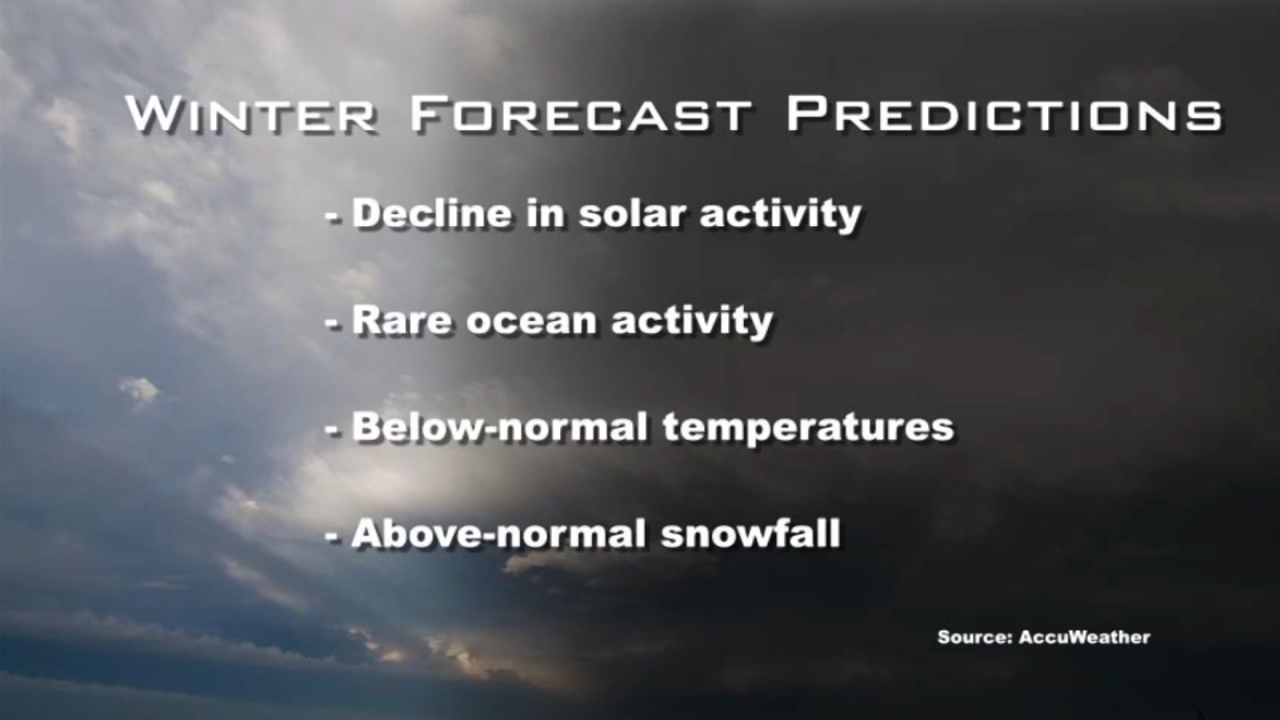 Winter Forecast Predictions
- Decline in solar activity
- Rare ocean activity
- Below-normal temperatures
- Above-normal snowfall
Source: AccuWeather